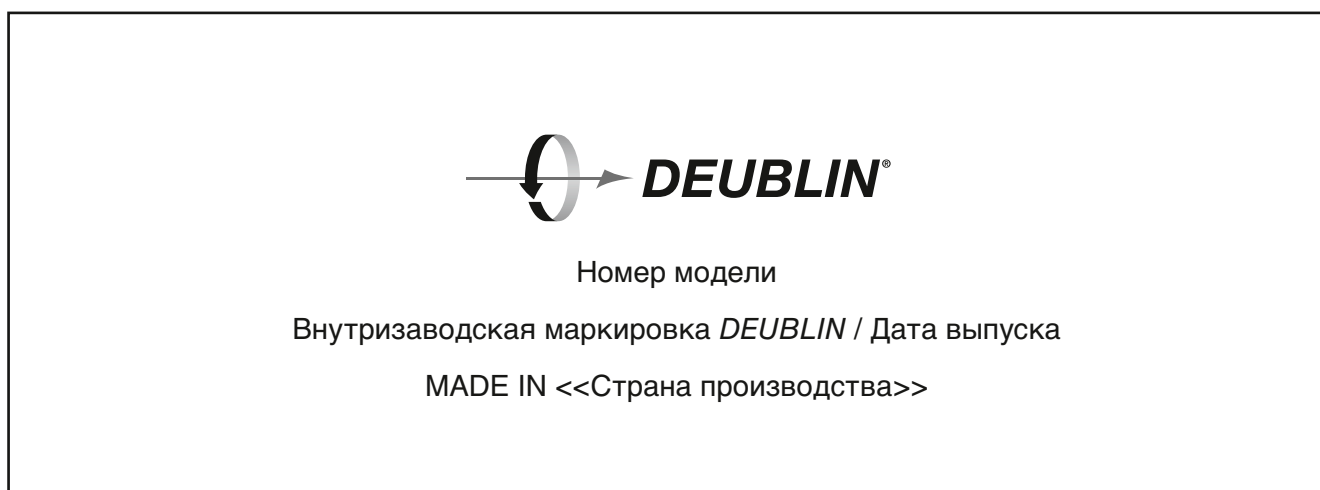 DEUBLIN®
Номер модели
Внутризаводская маркировка DEUBLIN / Дата выпуска
MADE IN <<Страна производства>>